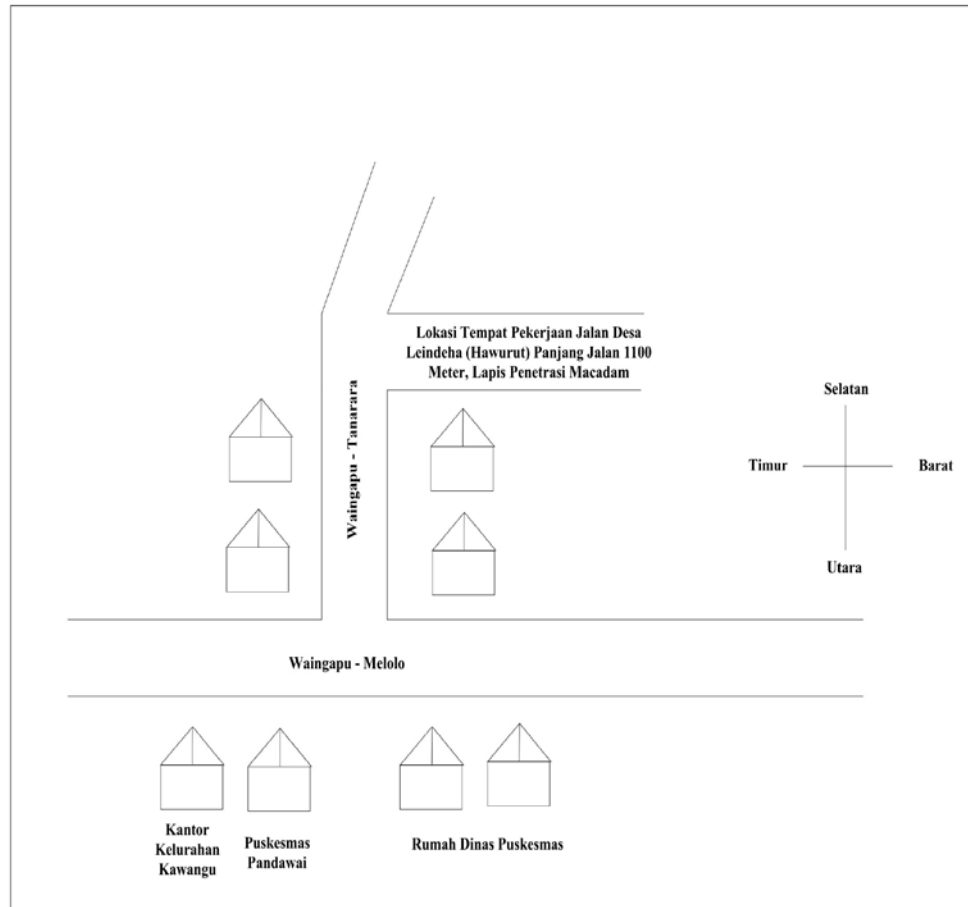 Lokasi Tempat Pekerjaan Jalan Desa
Leindeha (Hawurut) Panjang Jalan 1100
Meter, Lapis Penetrasi Macadam
Waingapu - Tanarara
Selatan
Timur
Barat
Utara
Waingapu - Melolo
Kantor
Kelurahan
Kawangu
Puskesmas
Pandawai
Rumah Dinas Puskesmas